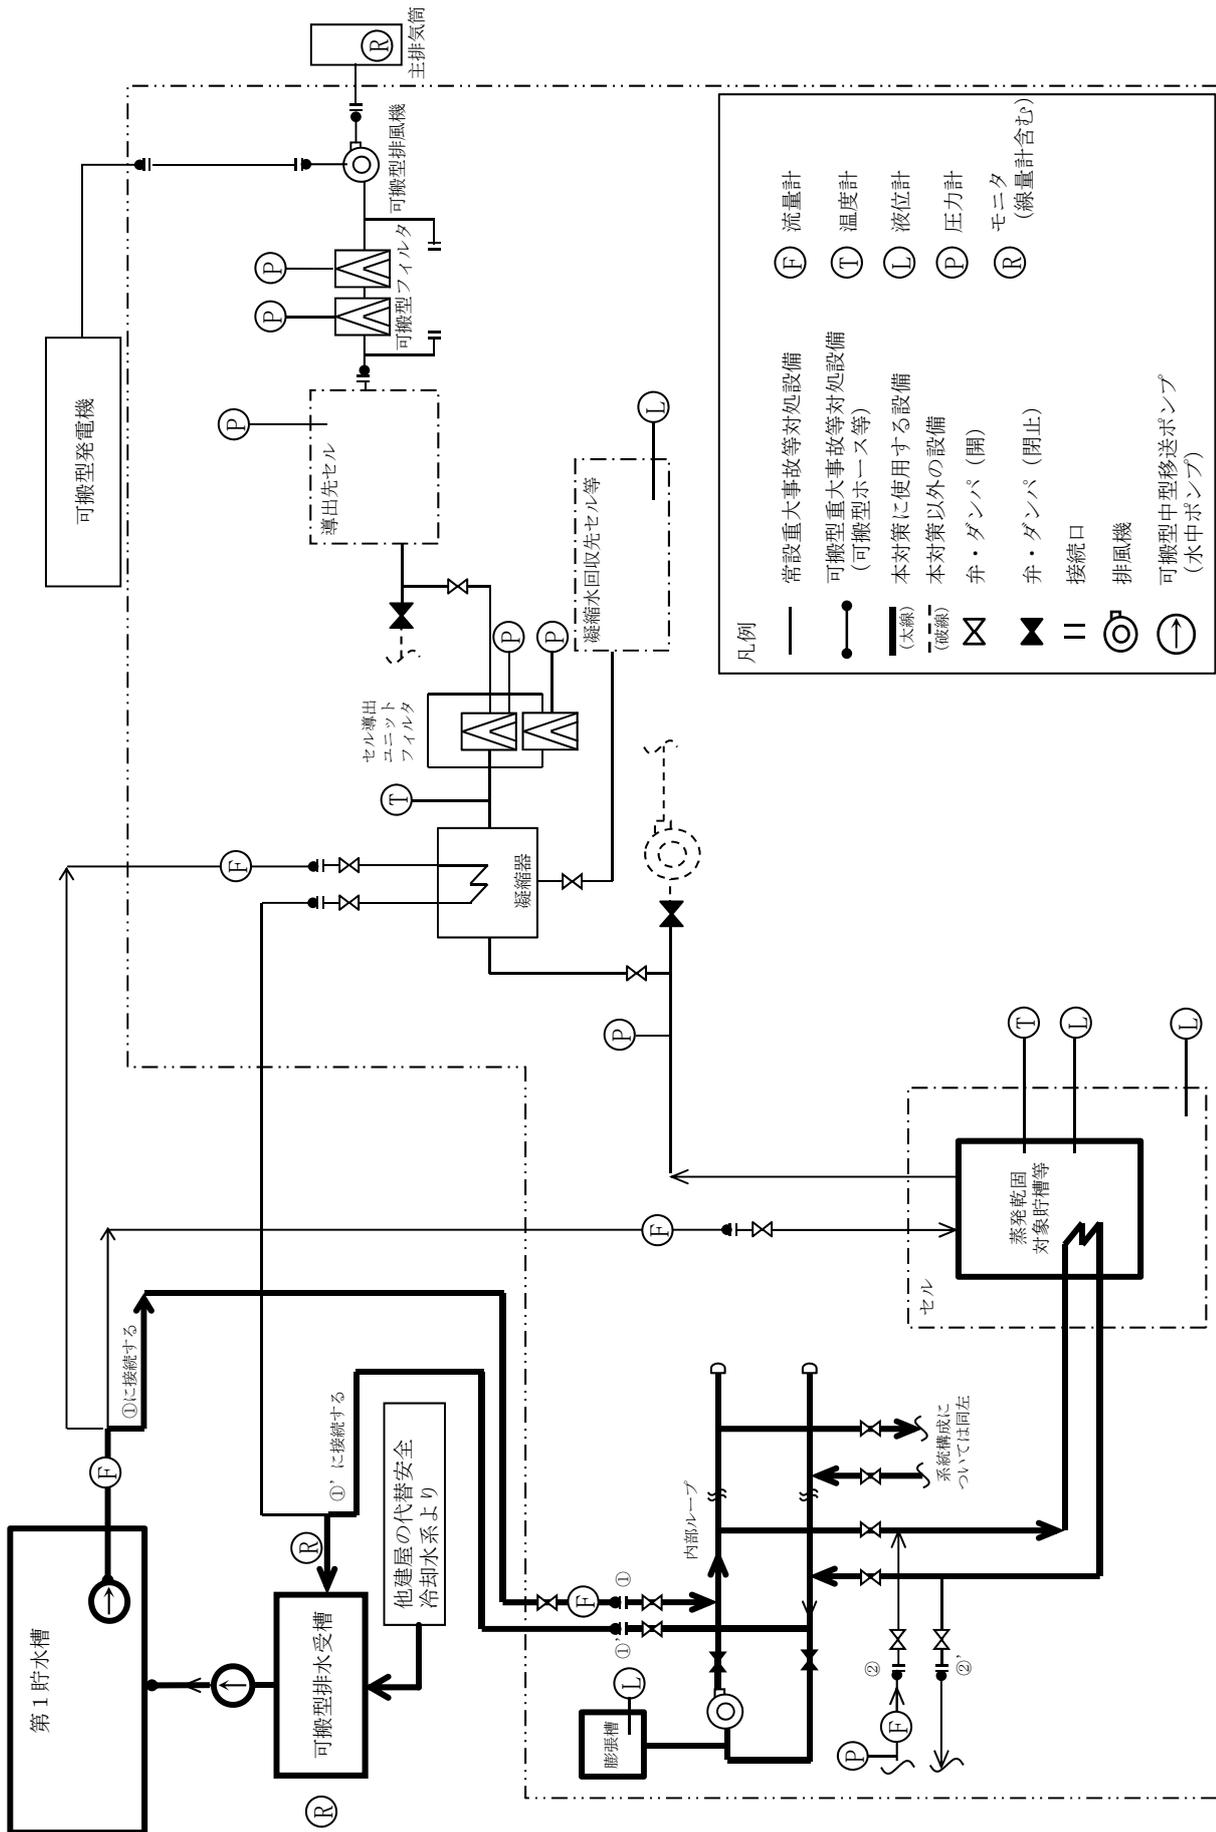 第１貯水槽
Ⓕ
①に接続する
可搬型排水受槽
Ⓡ
Ⓡ
①’に接続する
他建屋の代替安全
冷却水系より
可搬型発電機
Ⓡ
主排気筒
可搬型排風機
Ⓟ
Ⓟ
可搬型フィルタ
Ⓟ
導出先セル
Ⓛ
凝縮水回収先セル等
セル導出
ユニット
フィルタ
Ⓟ
Ⓟ
Ⓣ
Ⓕ
凝縮器
Ⓟ
Ⓕ
Ⓣ
Ⓛ
Ⓛ
セル
蒸発乾固
対象貯槽等
Ⓕ
①
①’
内部ループ
系統構成に
ついては同左
Ⓛ
膨張槽
②
②’
Ⓟ
Ⓕ
凡例
常設重大事故等対処設備
可搬型重大事故等対処設備
(可搬型ホース等)
(太線)
本対策に使用する設備
(破線)
本対策以外の設備
弁・ダンパ（開）
弁・ダンパ（閉止）
接続口
排風機
可搬型中型移送ポンプ
(水中ポンプ)
Ⓕ 流量計
Ⓣ 温度計
Ⓛ 液位計
Ⓟ 圧力計
Ⓡ モニタ
(線量計含む)